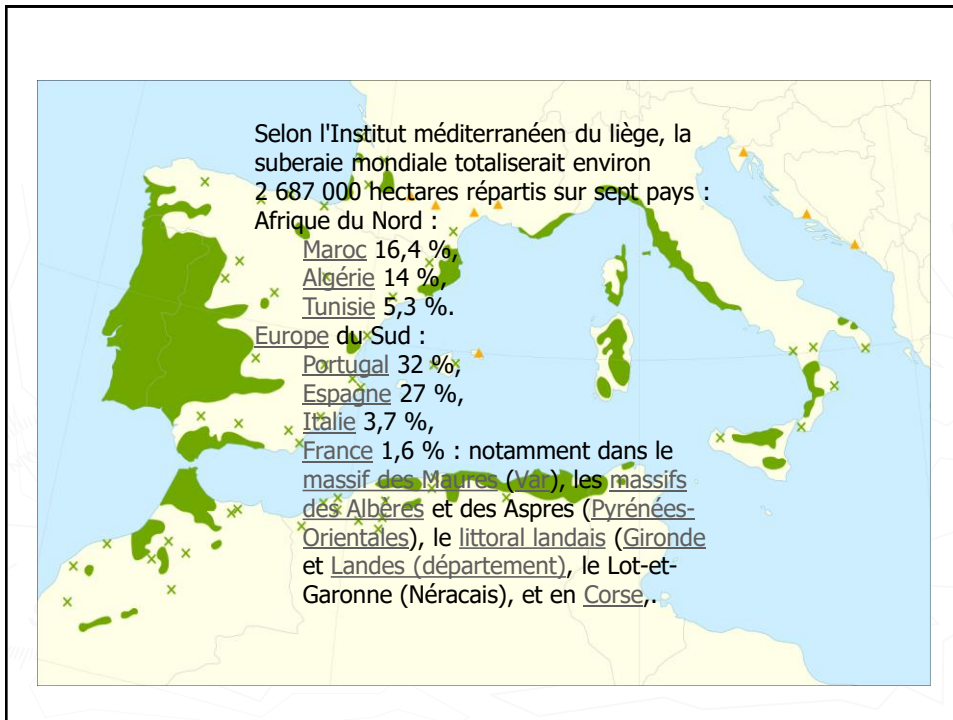 Selon l'Institut méditerranéen du liège, la
suberaie mondiale totaliserait environ
2 687 000 hectares répartis sur sept pays :
Afrique du Nord :
Maroc 16,4 %,
Algérie 14 %,
Tunisie 5,3 %.
Europe du Sud :
Portugal 32 %,
Espagne 27 %,
Italie 3,7 %,
France 1,6 % : notamment dans le
massif des Maures (Var), les massifs
des Albères et des Aspres (Pyrénées-
Orientales), le littoral landais (Gironde
et Landes (département), le Lot-et-
Garonne (Néracais), et en Corse,.